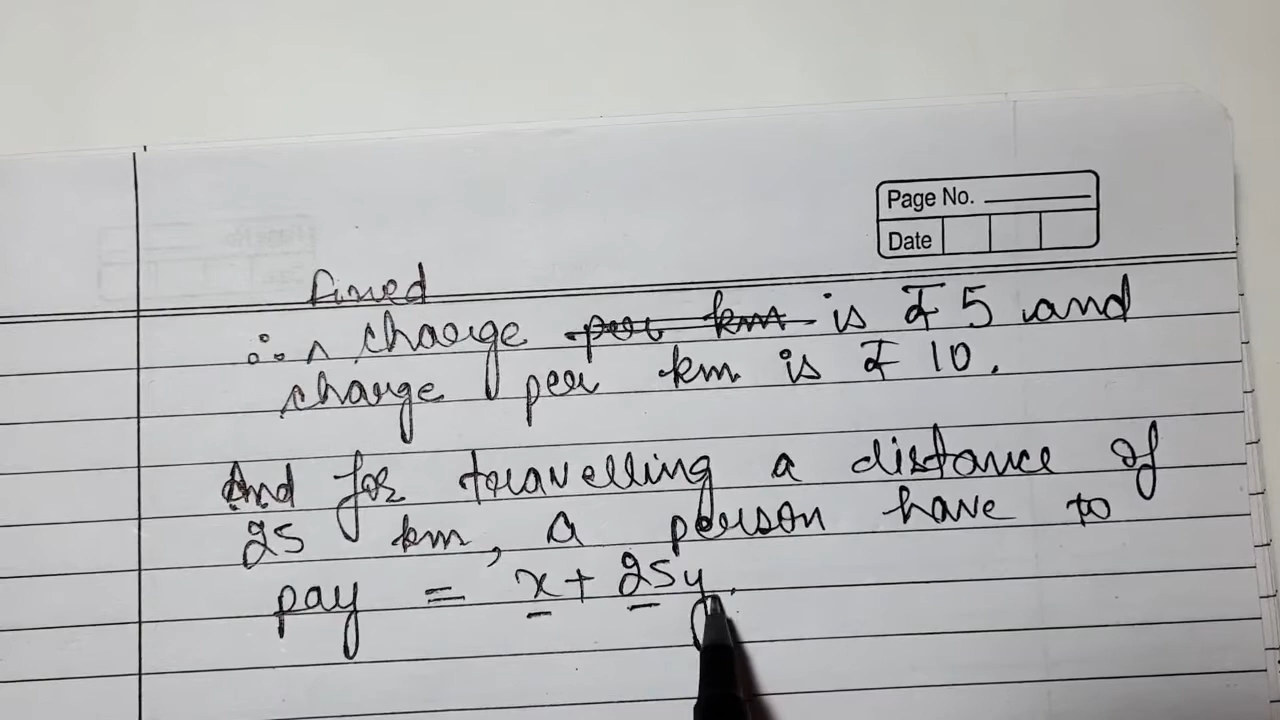 Page No.
Date
fixed
∴ ^ charge per km is ₹ 5 and
charge per km is ₹ 10.
And for travelling a distance of
25 km, a person have to
pay = x + 25y.